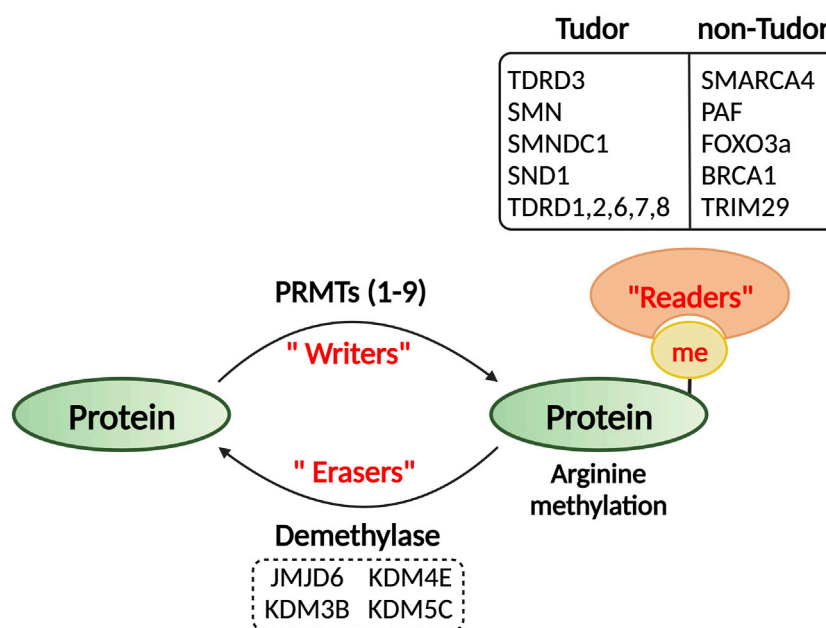 Tudor non-Tudor
TDRD3 SMARCA4
SMN PAF
SMNDC1 FOXO3a
SND1 BRCA1
TDRD1,2,6,7,8 TRIM29
PRMTs (1-9)
"Readers"
" Writers"
me
Protein
Protein
" Erasers"
Arginine
methylation
Demethylase
JMJD6 KDM4E
KDM3B KDM5C